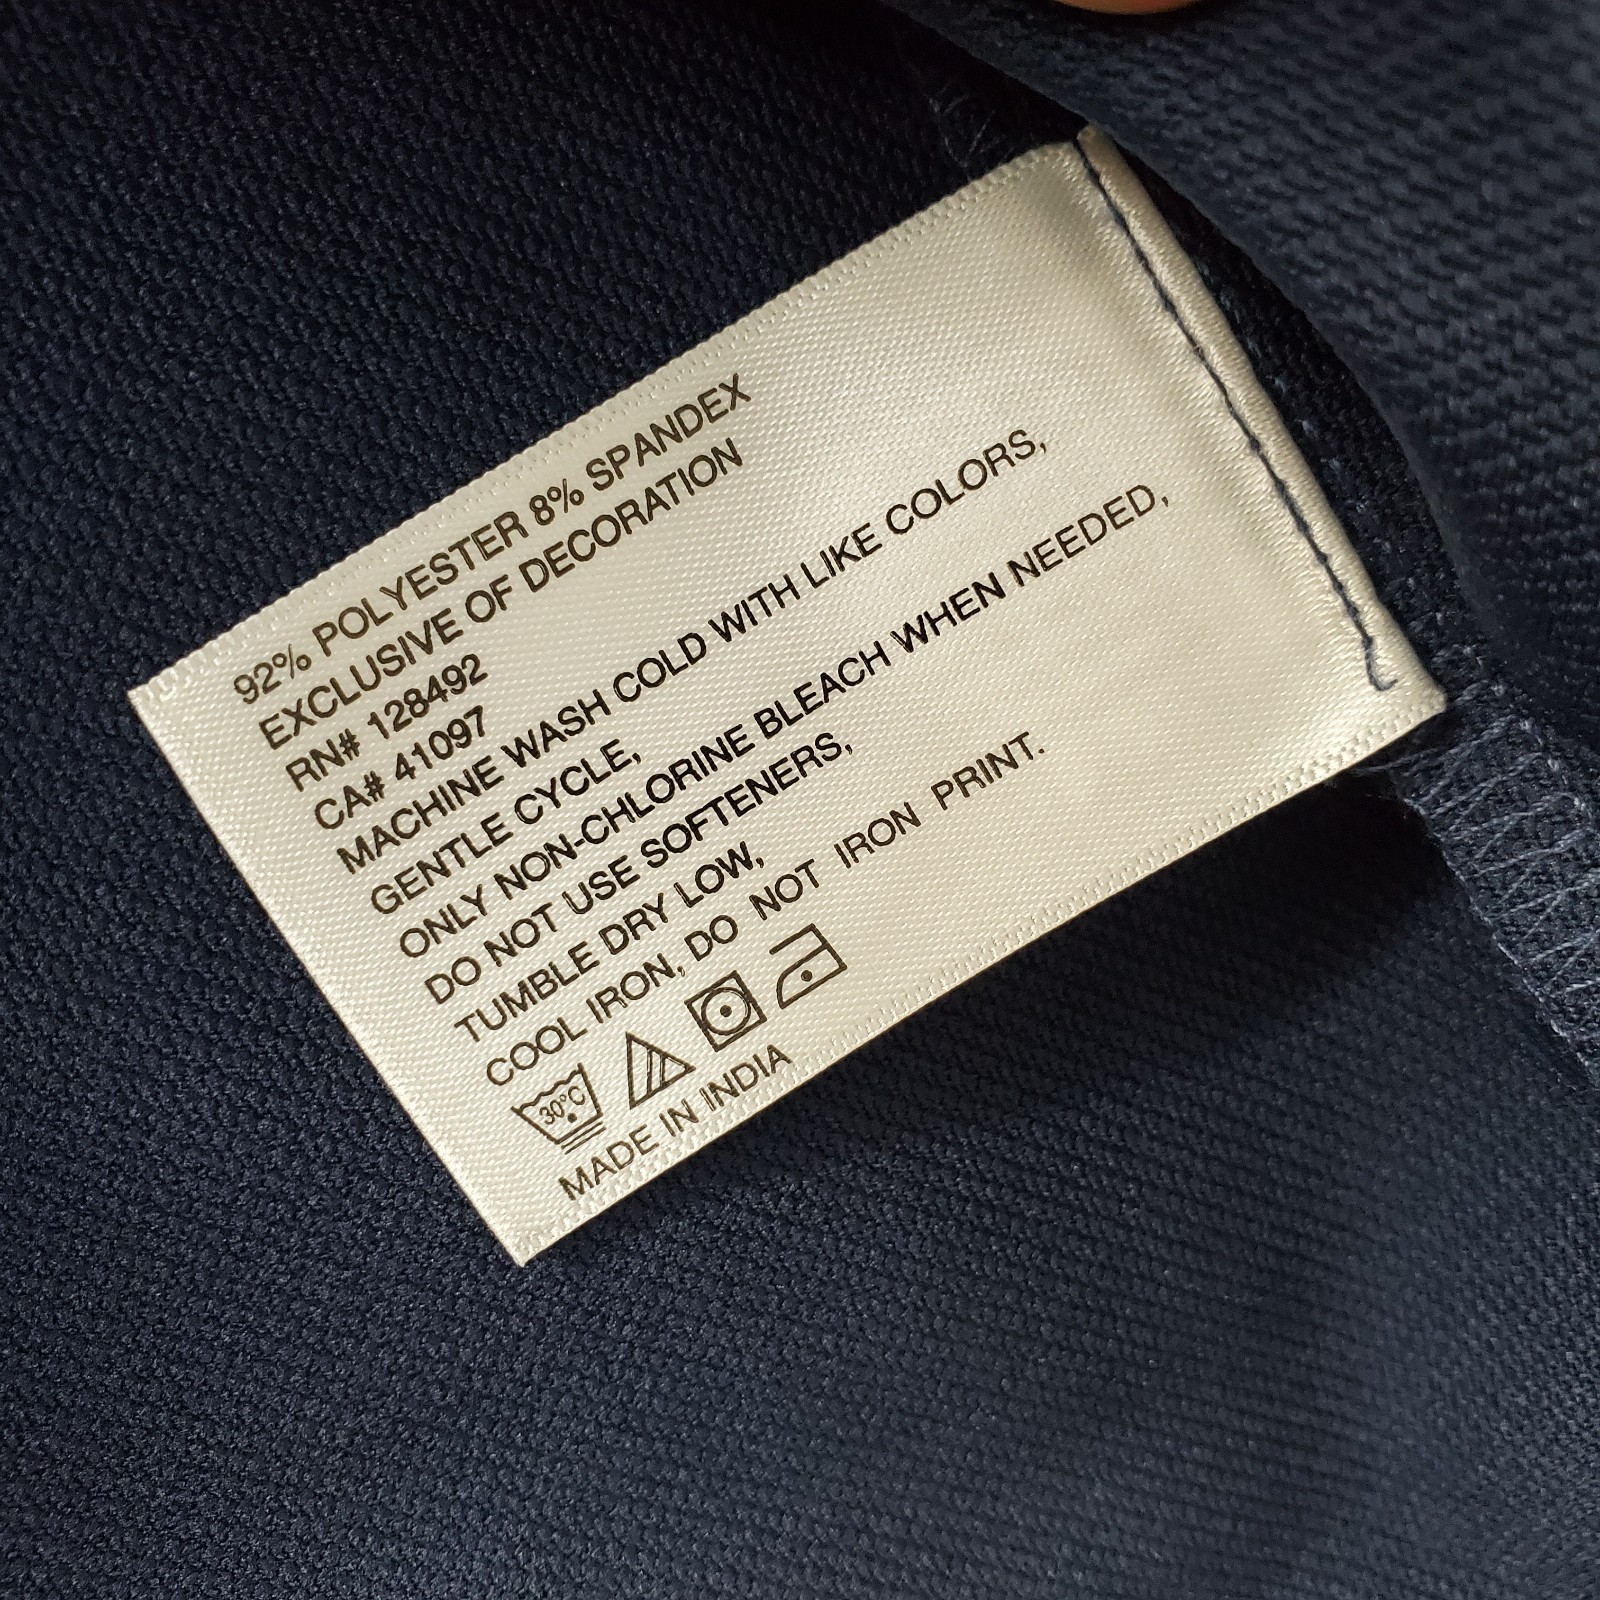 92% POLYESTER 8% SPANDEX
EXCLUSIVE OF DECORATION
RN# 128492
CA# 41097
MACHINE WASH COLD WITH LIKE COLORS,
GENTLE CYCLE,
ONLY NON-CHLORINE BLEACH WHEN NEEDED,
DO NOT USE SOFTENERS,
TUMBLE DRY LOW,
COOL IRON, DO NOT IRON PRINT.
30°C
MADE IN INDIA